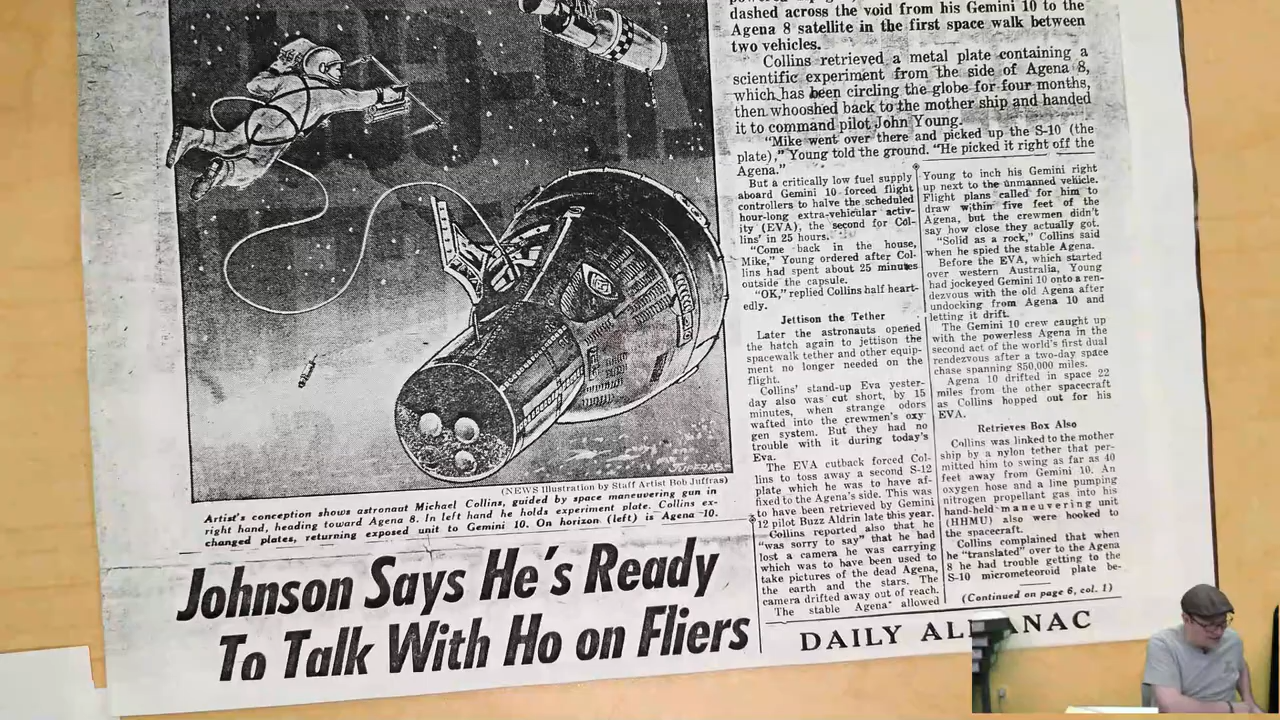 dashed across the void from his Gemini 10 to the
Agena 8 satellite in the first space walk between
two vehicles.
Collins retrieved a metal plate containing a
scientific experiment from the side of Agena 8,
which has been circling the globe for four months,
then whooshed back to the mother ship and handed
it to command pilot John Young.
"Mike went over there and picked up the S-10 (the
plate)," Young told the ground. "He picked it right off the
Agena."
But a critically low fuel supply
aboard Gemini 10 forced flight
controllers to halve the scheduled
hour-long extra-vehicular activ-
ity (EVA), the second for Col-
lins' in 25 hours.
"Come back in the house,
Mike," Young ordered after Col-
lins had spent about 25 minutes
outside the capsule.
"OK," replied Collins half heart-
edly.
Jettison the Tether
Later the astronauts opened
the hatch again to jettison the
spacewalk tether and other equip-
ment no longer needed on the
flight.
Collins' stand-up Eva yester-
day also was cut short, by 15
minutes, when strange odors
wafted into the crewmen's oxy
gen system. But they had no
trouble with it during today's
Eva.
The EVA cutback forced Col-
lins to toss away a second S-12
plate which he was to have af-
fixed to the Agena's side. This was
to have been retrieved by Gemini
12 pilot Buzz Aldrin late this year.
Collins reported also that he
"was sorry to say" that he had
lost a camera he was carrying
which was to have been used to
take pictures of the dead Agena,
the earth and the stars. The
camera drifted away out of reach.
The stable Agena allowed
Young to inch his Gemini right
up next to the unmanned vehicle.
Flight plans called for him to
draw within five feet of the
Agena, but the crewmen didn't
say how close they actually got.
"Solid as a rock," Collins said
when he spied the stable Agena.
Before the EVA, which started
over western Australia, Young
had jockeyed Gemini 10 onto a ren-
dezvous with the old Agena after
undocking from Agena 10 and
letting it drift.
The Gemini 10 crew caught up
with the powerless Agena in the
second act of the world's first dual
rendezvous after a two-day space
chase spanning 850,000 miles.
Agena 10 drifted in space 22
miles from the other spacecraft
as Collins hopped out for his
EVA.
Retrieves Box Also
Collins was linked to the mother
ship by a nylon tether that per-
mitted him to swing as far as 40
feet away from Gemini 10. An
oxygen hose and a line pumping
nitrogen propellant gas into his
hand-held maneuvering unit
(HHMU) also were hooked to
the spacecraft.
Collins complained that when
he "translated" over to the Agena
8 he had trouble getting to the
S-10 micrometeoroid plate be-
(Continued on page 6, col. 1)
JUFFRAS
(NEWS Illustration by Staff Artist Bob Juffras)
Artist's conception shows astronaut Michael Collins, guided by space maneuvering gun in
right hand, heading toward Agena 8. In left hand he holds experiment plate. Collins ex-
changed plates, returning exposed unit to Gemini 10. On horizon (left) is Agena 10.
Johnson Says He's Ready
To Talk With Ho on Fliers
DAILY ALMANAC